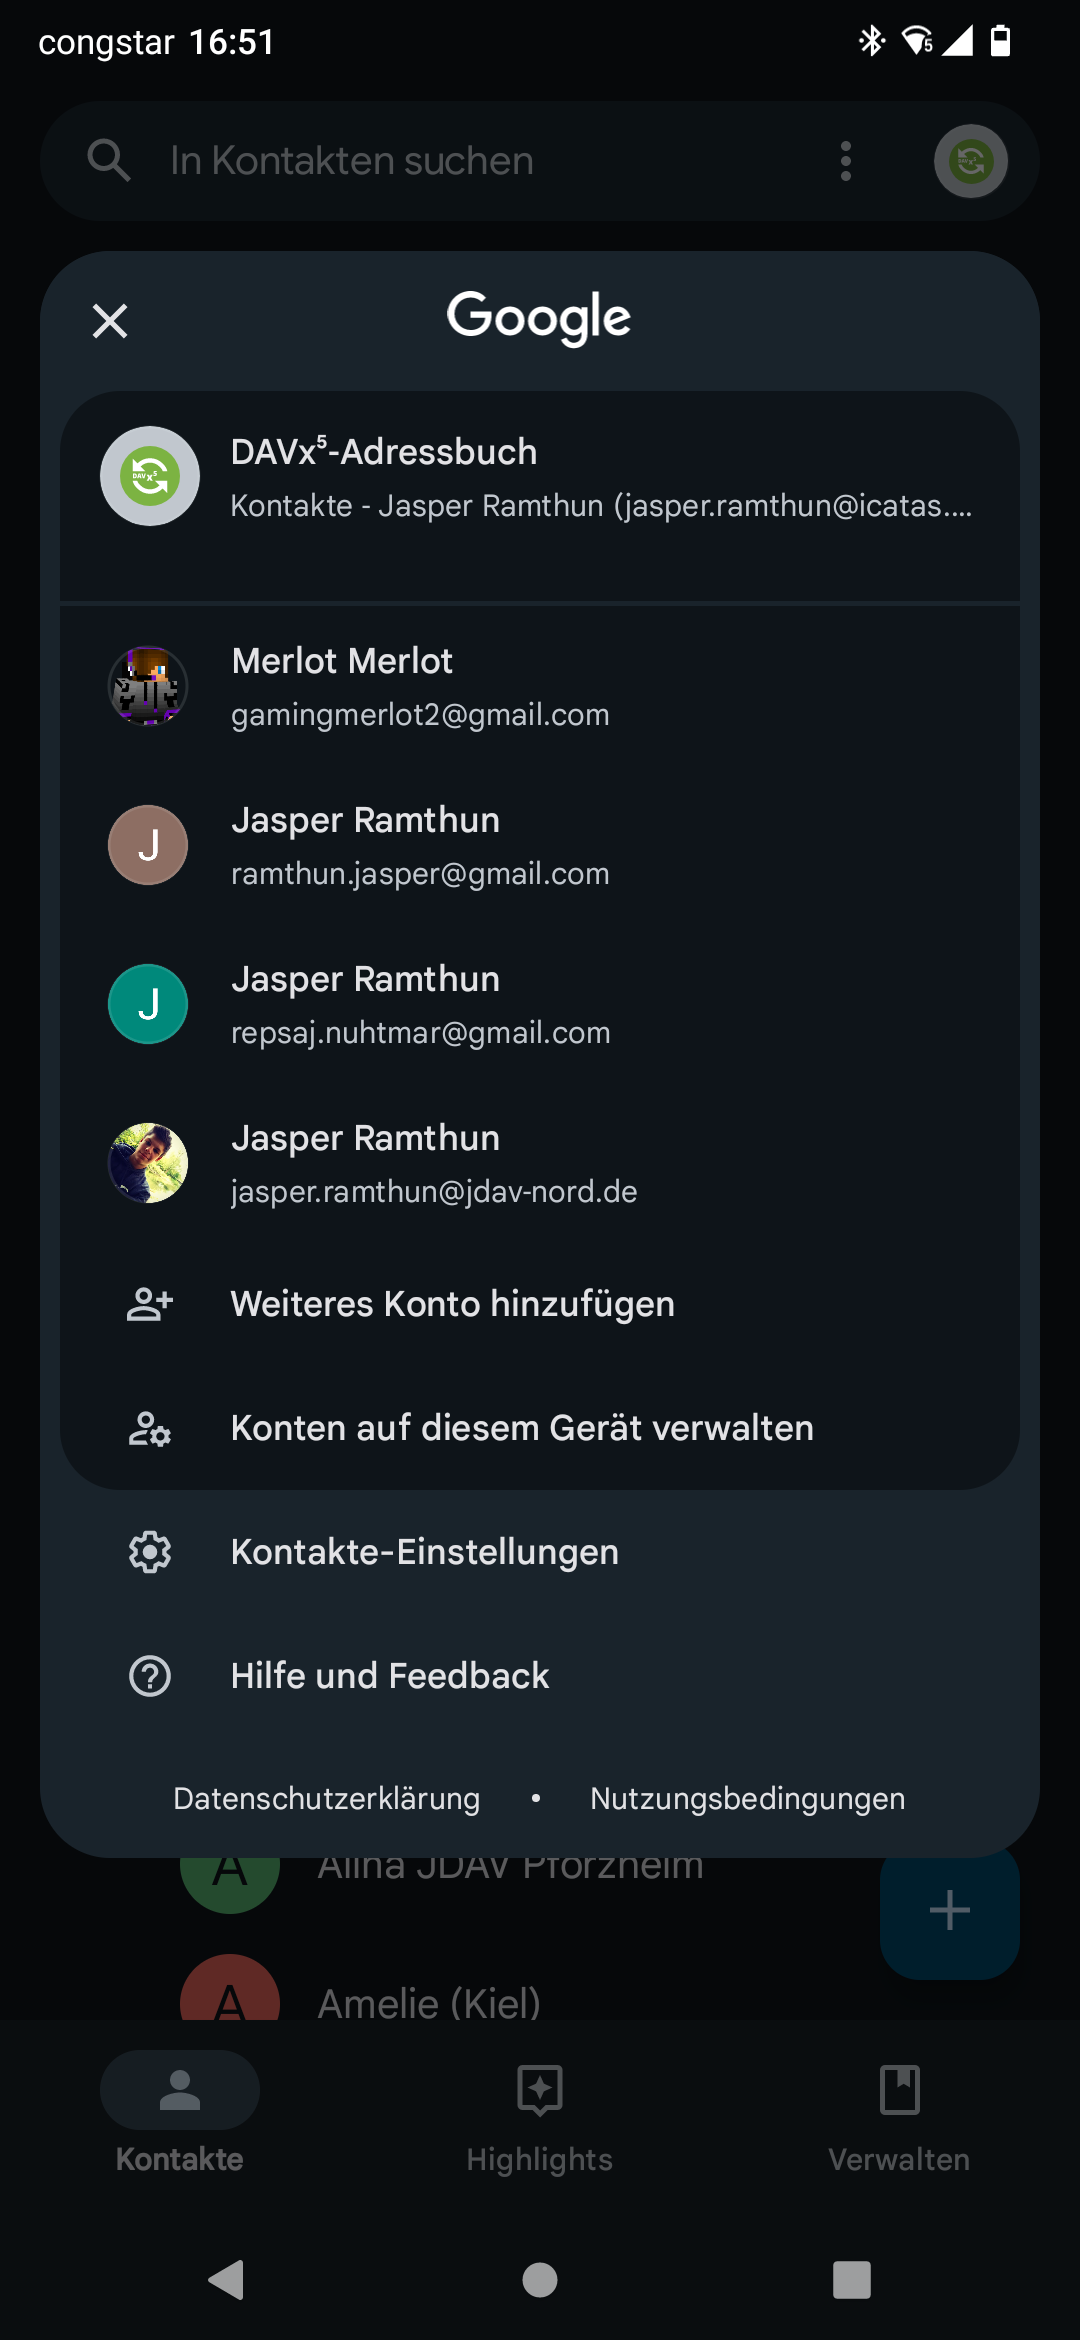 congstar 16:51
In Kontakten suchen
Google
DAVx⁵-Adressbuch
Kontakte - Jasper Ramthun (jasper.ramthun@icatas....
Merlot Merlot
gamingmerlot2@gmail.com
J
Jasper Ramthun
ramthun.jasper@gmail.com
J
Jasper Ramthun
repsaj.nuhtmar@gmail.com
Jasper Ramthun
jasper.ramthun@jdav-nord.de
Weiteres Konto hinzufügen
Konten auf diesem Gerät verwalten
Kontakte-Einstellungen
Hilfe und Feedback
Datenschutzerklärung • Nutzungsbedingungen
A Alina JDAV Pforzheim
A Amelie (Kiel)
Kontakte Highlights Verwalten